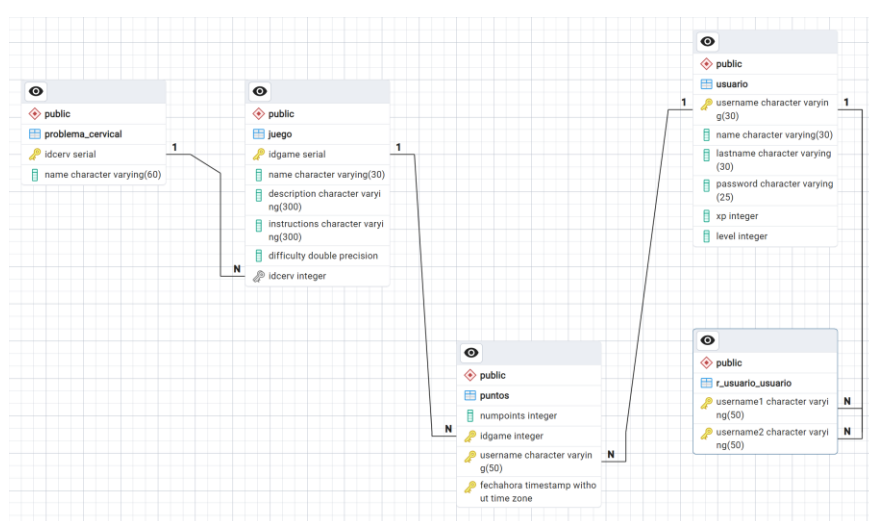 public
problema_cervical
idcerv serial
name character varying(60)
1
N
public
juego
idgame serial
name character varying(30)
description character varyi
ng(300)
instructions character varyi
ng(300)
difficulty double precision
idcerv integer
1
N
public
puntos
numpoints integer
idgame integer
username character varyin
g(50)
fechahora timestamp witho
ut time zone
N
1
public
usuario
username character varyin
g(30)
name character varying(30)
lastname character varying
(30)
password character varying
(25)
xp integer
level integer
1
public
r_usuario_usuario
username1 character varyi
ng(50)
username2 character varyi
ng(50)
N
N